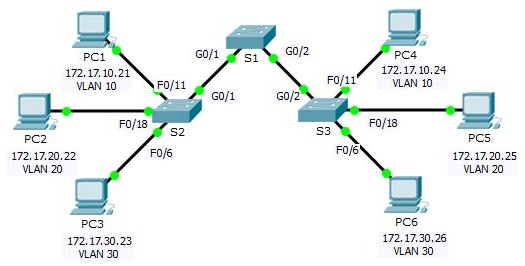 PC1
172.17.10.21
VLAN 10
F0/11
G0/1
S1
G0/2
PC4
172.17.10.24
VLAN 10
F0/11
G0/1
G0/2
PC2
172.17.20.22
VLAN 20
F0/18
S2
S3
F0/18
PC5
172.17.20.25
VLAN 20
F0/6
F0/6
PC3
172.17.30.23
VLAN 30
PC6
172.17.30.26
VLAN 30